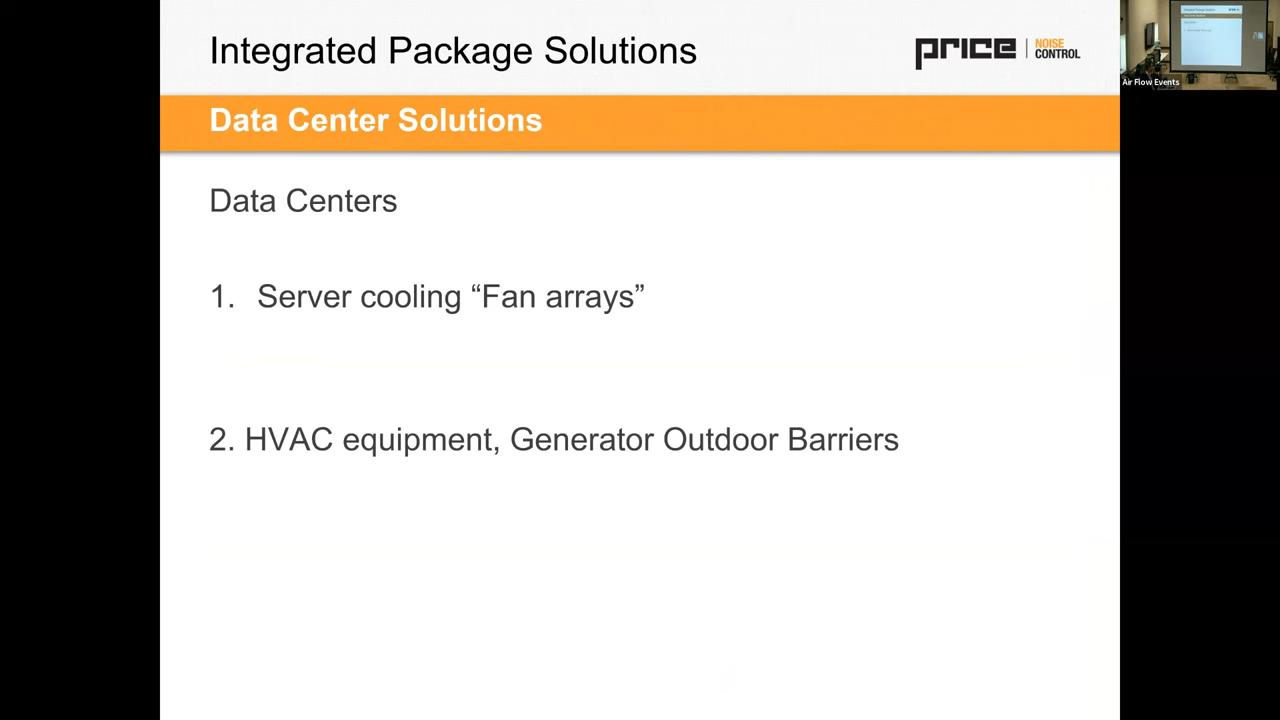 Integrated Package Solutions
price | NOISE CONTROL
Air Flow Events
Data Center Solutions
Data Centers
1. Server cooling “Fan arrays”
2. HVAC equipment, Generator Outdoor Barriers